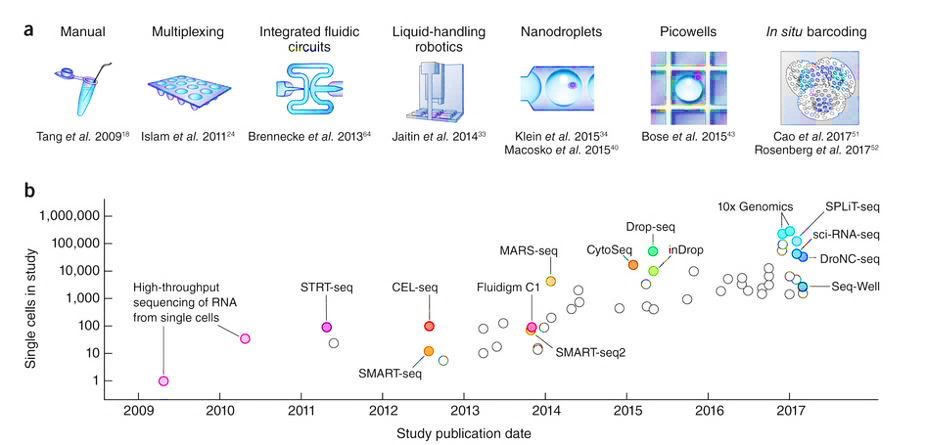 a
Manual
Multiplexing
Integrated fluidic
circuits
Liquid-handling
robotics
Nanodroplets
Picowells
In situ barcoding
Tang et al. 2009¹⁸
Islam et al. 2011²⁴
Brennecke et al. 2013⁶⁴
Jaitin et al. 2014³³
Klein et al. 2015³⁴
Macosko et al. 2015⁴⁰
Bose et al. 2015⁴³
Cao et al. 2017⁵¹
Rosenberg et al. 2017⁵²
b
Single cells in study
1,000,000
100,000
10,000
1,000
100
10
1
High-throughput
sequencing of RNA
from single cells
STRT-seq
CEL-seq
SMART-seq
MARS-seq
Fluidigm C1
SMART-seq2
CytoSeq
Drop-seq
inDrop
10x Genomics
SPLiT-seq
sci-RNA-seq
DroNC-seq
Seq-Well
2009
2010
2011
2012
2013
2014
2015
2016
2017
Study publication date